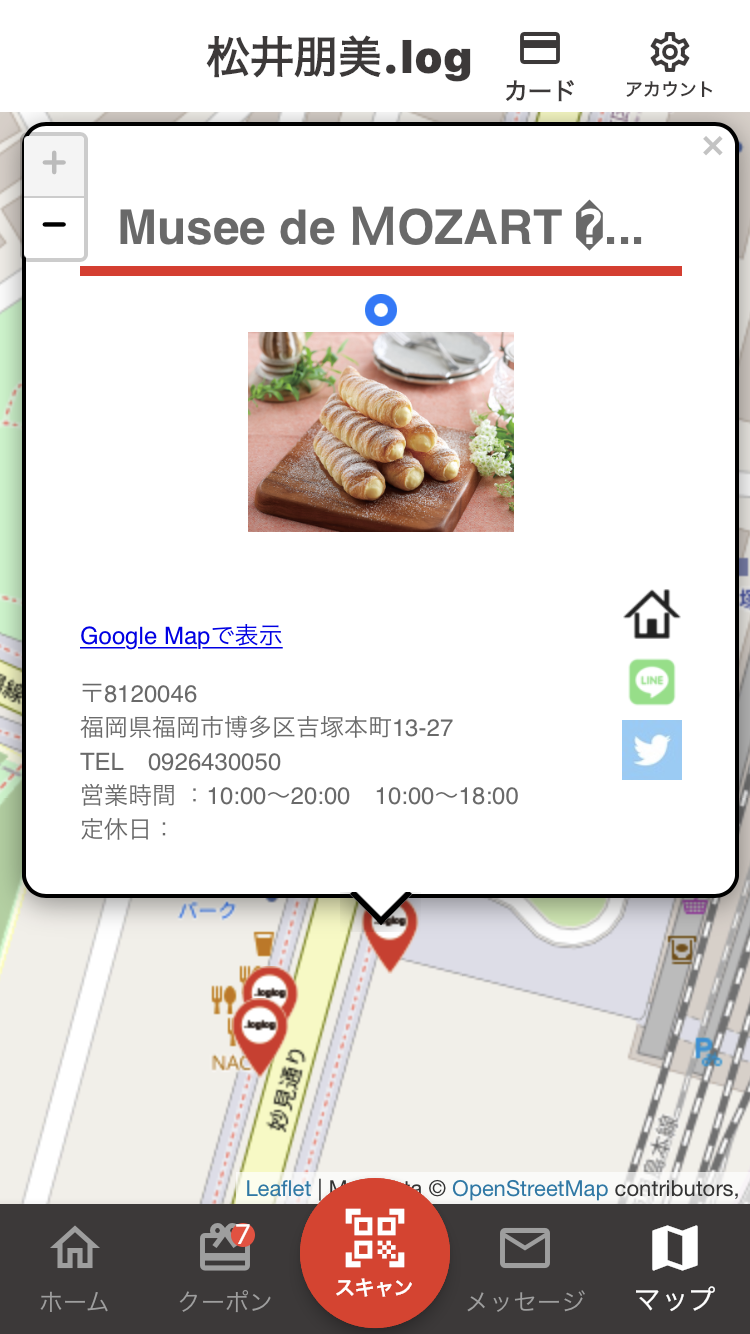 松井朋美.log
カード
アカウント
+
−
×
Musee de ＭOZART �...
Google Mapで表示
LINE
〒8120046
福岡県福岡市博多区吉塚本町13-27
TEL　0926430050
営業時間 ：10:00〜20:00　10:00〜18:00
定休日：
パーク
.loglog
.loglog
NAC
妙見通り
P
島本線
Leaflet | © OpenStreetMap contributors,
ホーム
7
クーポン
スキャン
メッセージ
マップ